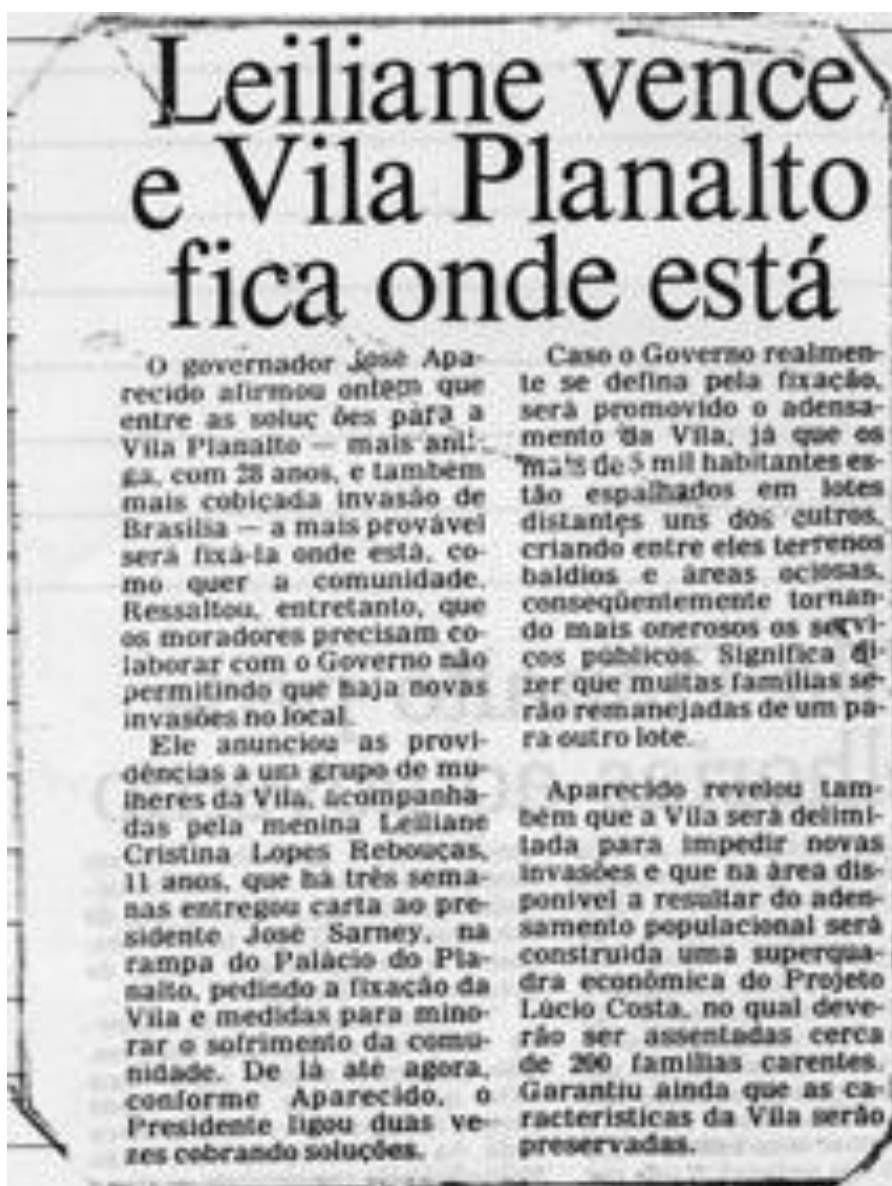 Leiliane vence
e Vila Planalto
fica onde está
O governador José Apa-
recido afirmou ontem que
entre as soluç ões para a
Vila Planalto — mais anti-
ga, com 28 anos, e também
mais cobiçada invasão de
Brasília — a mais provável
será fixá-la onde está, co-
mo quer a comunidade.
Ressaltou, entretanto, que
os moradores precisam co-
laborar com o Governo não
permitindo que haja novas
invasões no local.
Ele anunciou as provi-
dências a um grupo de mu-
lheres da Vila, acompanha-
das pela menina Leiliane
Cristina Lopes Rebouças,
11 anos, que há três sema-
nas entregou carta ao pre-
sidente José Sarney, na
rampa do Palácio do Pla-
nalto, pedindo a fixação da
Vila e medidas para mino-
rar o sofrimento da comu-
nidade. De lá até agora,
conforme Aparecido, o
Presidente ligou duas ve-
zes cobrando soluções.
Caso o Governo realmen-
te se defina pela fixação,
será promovido o adensa-
mento da Vila, já que os
mais de 5 mil habitantes es-
tão espalhados em lotes
distantes uns dos outros,
criando entre eles terrenos
baldios e áreas ociosas,
conseqüentemente tornan-
do mais onerosos os servi-
cos públicos. Significa di-
zer que muitas famílias se-
rão remanejadas de um pa-
ra outro lote.
Aparecido revelou tam-
bém que a Vila será delimi-
tada para impedir novas
invasões e que na área dis-
ponível a resultar do aden-
samento populacional será
construída uma superqua-
dra econômica do Projeto
Lúcio Costa, no qual deve-
rão ser assentadas cerca
de 200 famílias carentes.
Garantiu ainda que as ca-
racterísticas da Vila serão
preservadas.